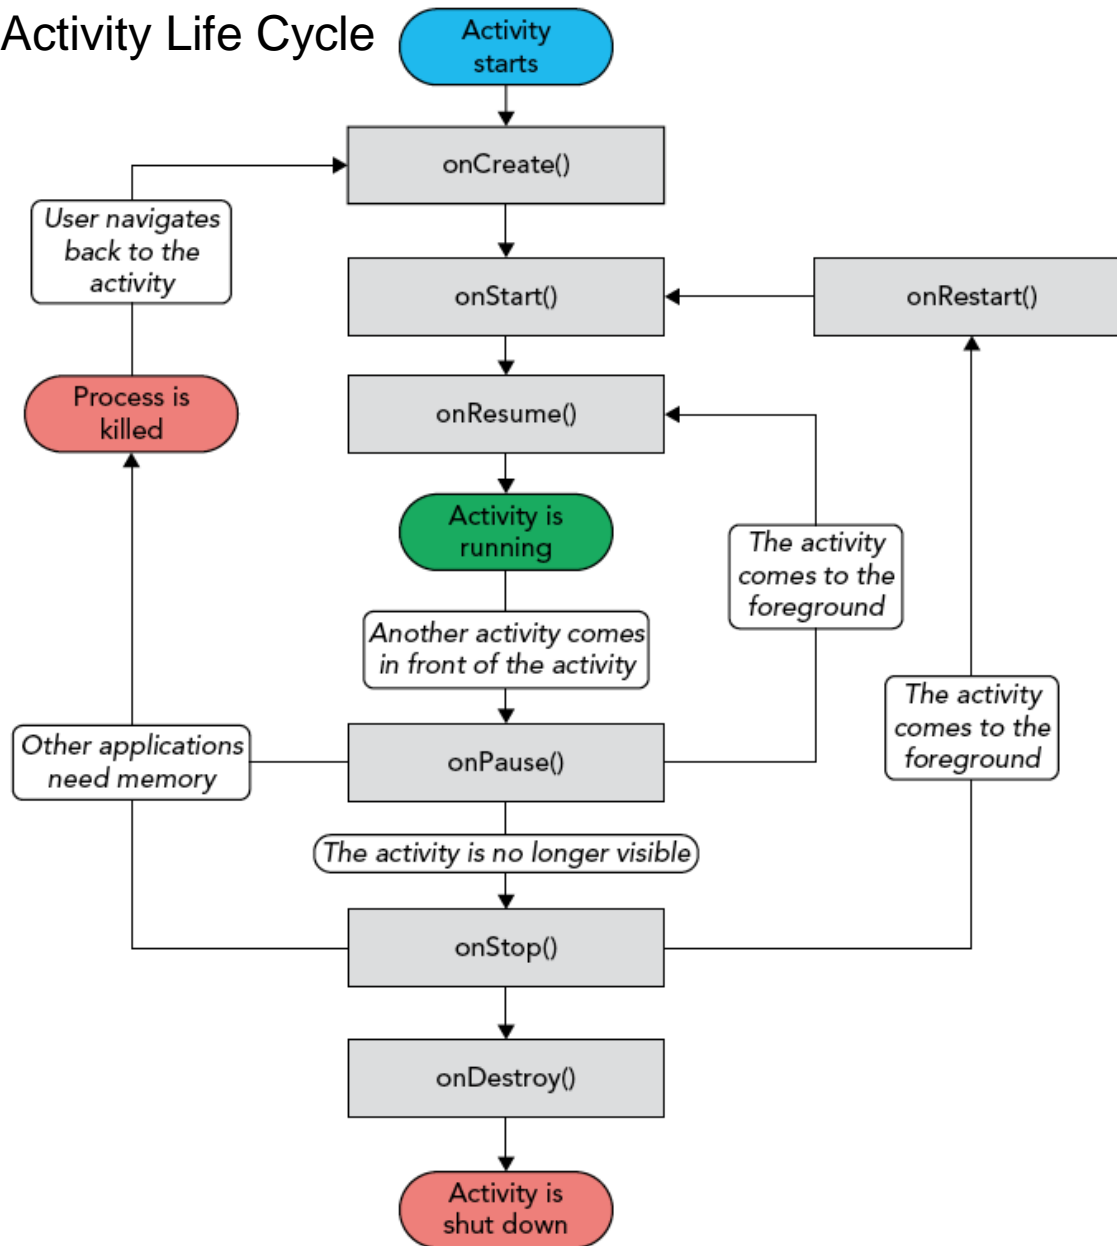 Activity Life Cycle
Activity
starts
onCreate()
User navigates
back to the
activity
onStart()
onRestart()
Process is
killed
onResume()
Activity is
running
The activity
comes to the
foreground
Another activity comes
in front of the activity
The activity
comes to the
foreground
Other applications
need memory
onPause()
The activity is no longer visible
onStop()
onDestroy()
Activity is
shut down